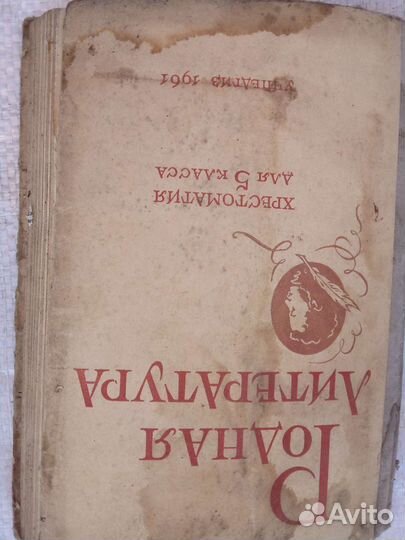 Родная
литература
хрестоматия
для 5 класса
Учпедгиз 1961
Avito